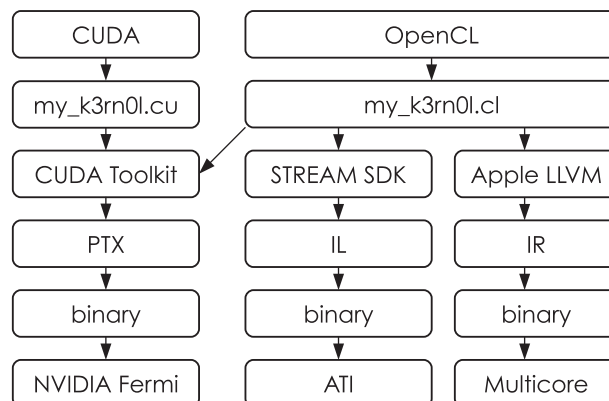 CUDA
OpenCL
my_k3rn0l.cu
my_k3rn0l.cl
CUDA Toolkit
STREAM SDK
Apple LLVM
PTX
IL
IR
binary
binary
binary
NVIDIA Fermi
ATI
Multicore